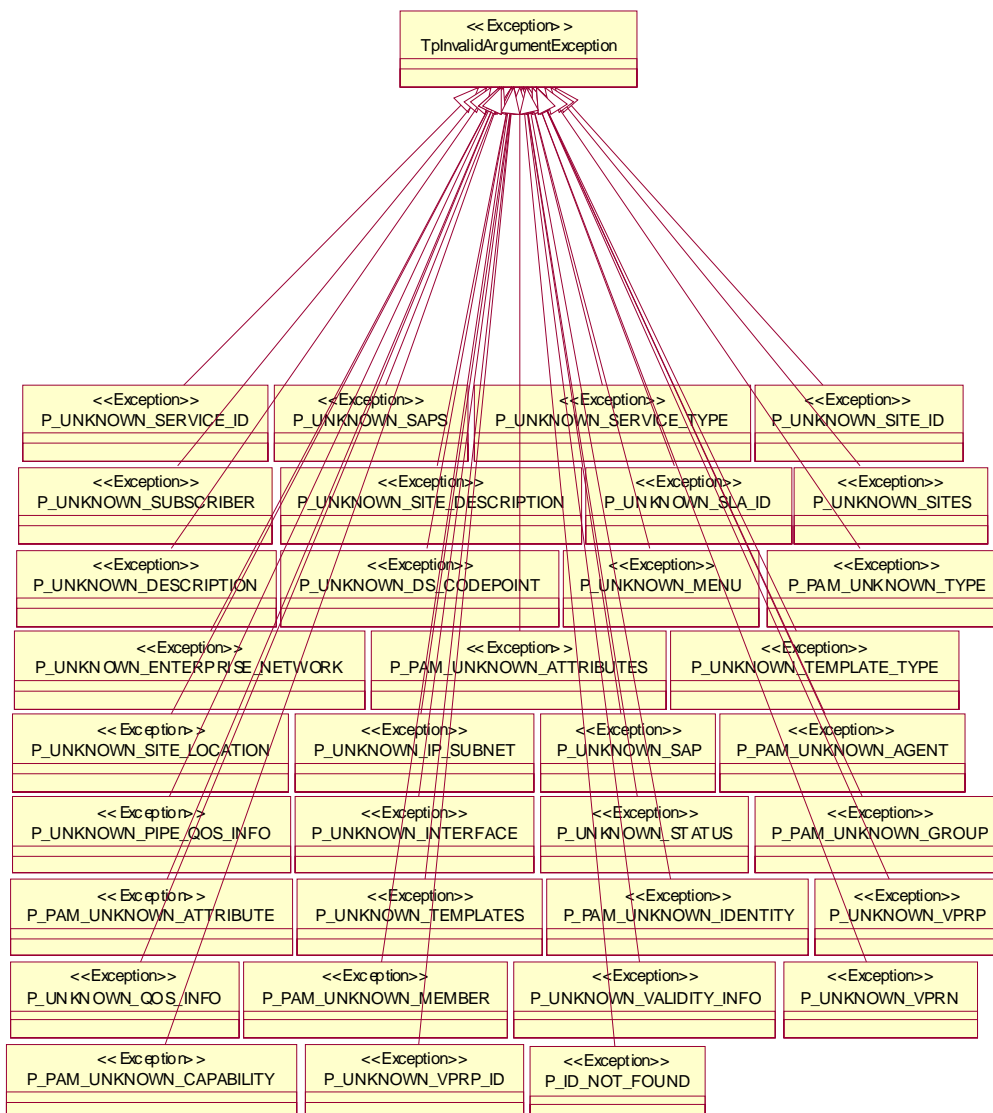 << Exception> >
TpInvalidArgumentException
<<Exception>>
P_UNKNOWN_SERVICE_ID
<<Exception>>
P_UNKNOWN_SAPS
<<Exception>>
P_UNKNOWN_SERVICE_TYPE
<<Exception>>
P_UNKNOWN_SITE_ID
<<Exception>>
P_UNKNOWN_SUBSCRIBER
<<Exception>>
P_UNKNOWN_SITE_DESCRIPTION
<<Exception>>
P_UNKNOWN_SLA_ID
<<Exception>>
P_UNKNOWN_SITES
<<Exception>>
P_UNKNOWN_DESCRIPTION
<<Exception>>
P_UNKNOWN_DS_CODEPOINT
<<Exception>>
P_UNKNOWN_MENU
<<Exception>>
P_PAM_UNKNOWN_TYPE
<<Exception>>
P_UNKNOWN_ENTERPRISE_NETWORK
<<Exception>>
P_PAM_UNKNOWN_ATTRIBUTES
<<Exception>>
P_UNKNOWN_TEMPLATE_TYPE
<<Exception>>
P_UNKNOWN_SITE_LOCATION
<<Exception>>
P_UNKNOWN_IP_SUBNET
<<Exception>>
P_UNKNOWN_SAP
<<Exception>>
P_PAM_UNKNOWN_AGENT
<<Exception>>
P_UNKNOWN_PIPE_QOS_INFO
<<Exception>>
P_UNKNOWN_INTERFACE
<<Exception>>
P_UNKNOWN_STATUS
<<Exception>>
P_PAM_UNKNOWN_GROUP
<<Exception>>
P_PAM_UNKNOWN_ATTRIBUTE
<<Exception>>
P_UNKNOWN_TEMPLATES
<<Exception>>
P_PAM_UNKNOWN_IDENTITY
<<Exception>>
P_UNKNOWN_VPRP
<<Exception>>
P_UNKNOWN_QOS_INFO
<<Exception>>
P_PAM_UNKNOWN_MEMBER
<<Exception>>
P_UNKNOWN_VALIDITY_INFO
<<Exception>>
P_UNKNOWN_VPRN
<<Exception>>
P_PAM_UNKNOWN_CAPABILITY
<<Exception>>
P_UNKNOWN_VPRP_ID
<<Exception>>
P_ID_NOT_FOUND